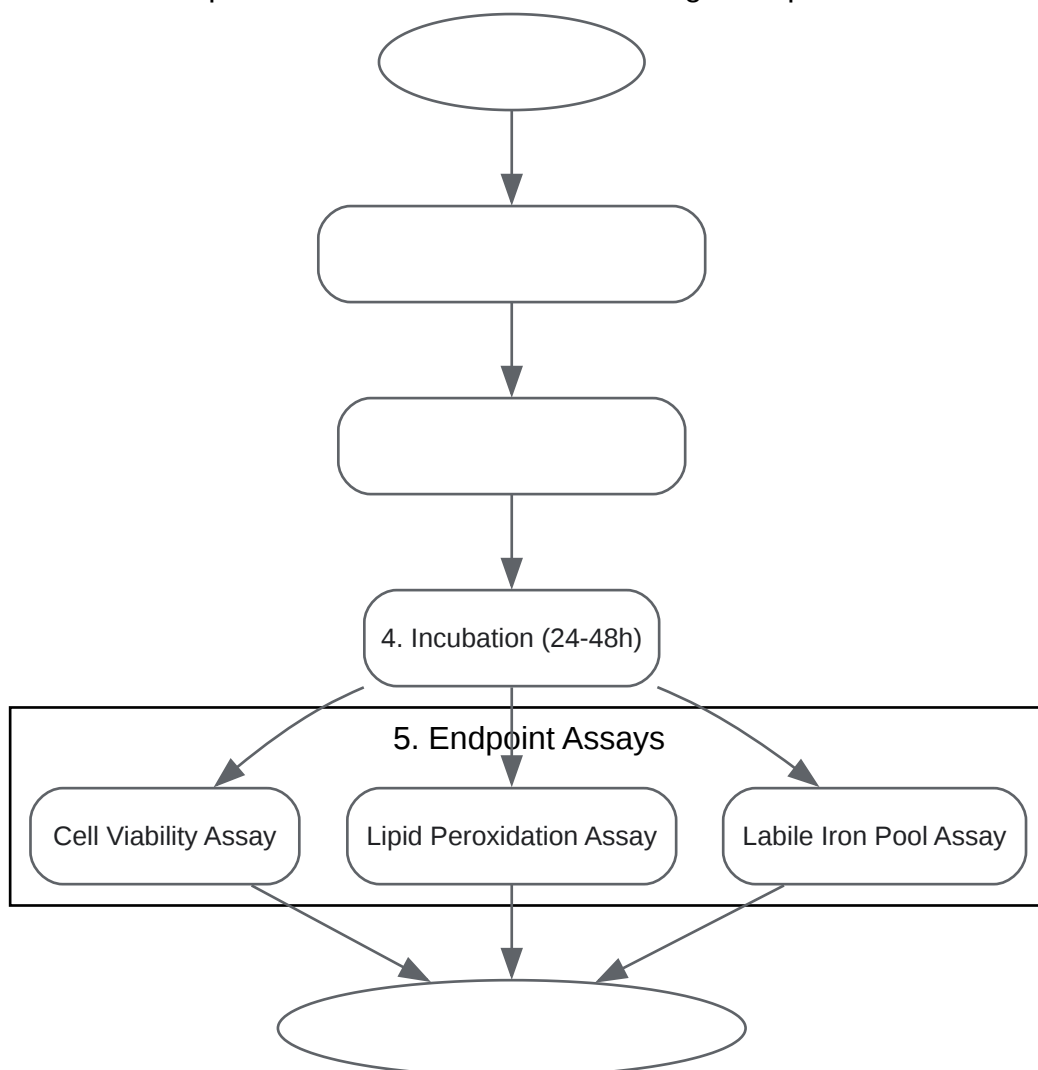 4. Incubation (24-48h)
5. Endpoint Assays
Cell Viability Assay
Lipid Peroxidation Assay
Labile Iron Pool Assay